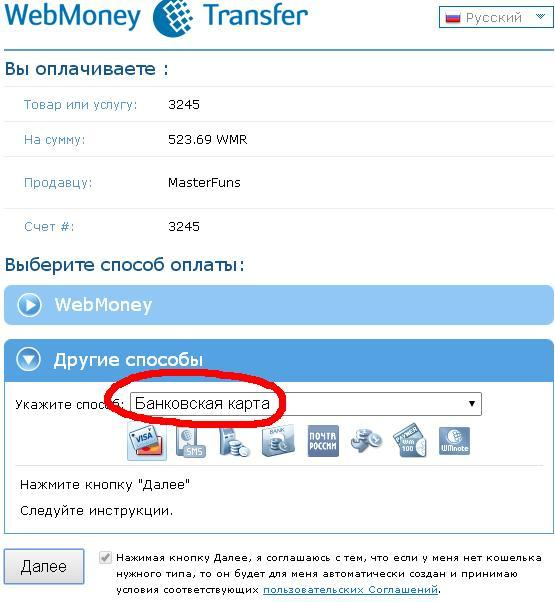 WebMoney Transfer
Русский
Вы оплачиваете :
Товар или услугу: 3245
На сумму: 523.69 WMR
Продавцу: MasterFuns
Счет #: 3245
Выберите способ оплаты:
WebMoney
Другие способы
Укажите способ: Банковская карта
VISA SMS BANK ПОЧТА РОССИИ PAYMER WM 100 WMnote
Нажмите кнопку "Далее"
Следуйте инструкции.
Далее
Нажимая кнопку Далее, я соглашаюсь с тем, что если у меня нет кошелька
нужного типа, то он будет для меня автоматически создан и принимаю
условия соответствующих пользовательских Соглашений.